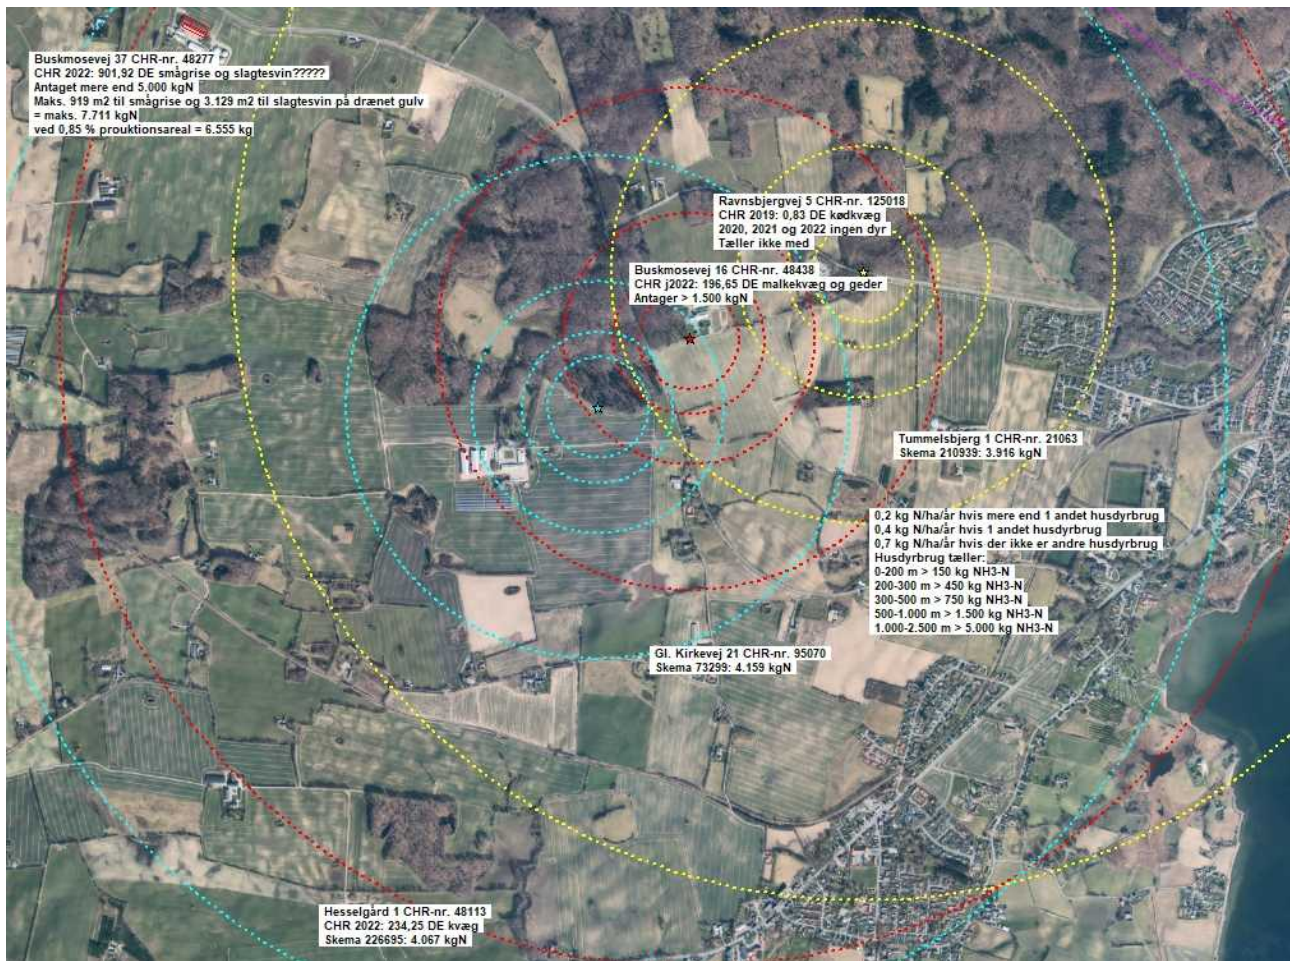 Buskmosevej 37 CHR-nr. 48277
CHR 2022: 901,92 DE smågrise og slagtesvin?????
Antaget mere end 5.000 kgN
Maks. 919 m2 til smågrise og 3.129 m2 til slagtesvin på drænet gulv
= maks. 7.711 kgN
ved 0,85 % prouktionsareal = 6.555 kg
Ravnsbjergvej 5 CHR-nr. 125018
CHR 2019: 0,83 DE kødkvæg
2020, 2021 og 2022 ingen dyr
Tæller ikke med
Buskmosevej 16 CHR-nr. 48438
CHR j2022: 196,65 DE malkekvæg og geder
Antager > 1.500 kgN
Tummelsbjerg 1 CHR-nr. 21063
Skema 210939: 3.916 kgN
0,2 kg N/ha/år hvis mere end 1 andet husdyrbrug
0,4 kg N/ha/år hvis 1 andet husdyrbrug
0,7 kg N/ha/år hvis der ikke er andre husdyrbrug
Husdyrbrug tæller:
0-200 m > 150 kg NH3-N
200-300 m > 450 kg NH3-N
300-500 m > 750 kg NH3-N
500-1.000 m > 1.500 kg NH3-N
1.000-2.500 m > 5.000 kg NH3-N
Gl. Kirkevej 21 CHR-nr. 95070
Skema 73299: 4.159 kgN
Hesselgård 1 CHR-nr. 48113
CHR 2022: 234,25 DE kvæg
Skema 226695: 4.067 kgN